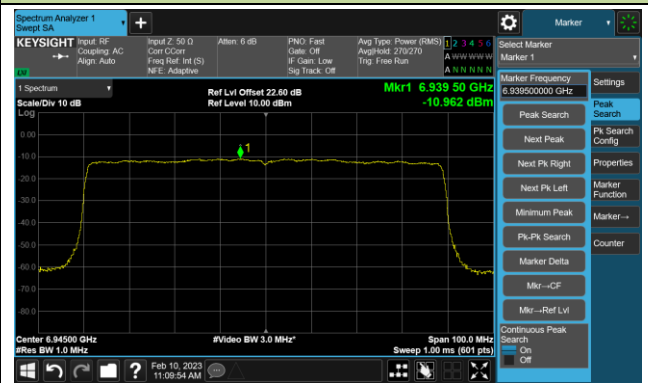 Spectrum Analyzer 1
Swept SA
Marker
KEYSIGHT
Input: RF
Coupling: AC
Align: Auto
Input Z: 50 Ω
Corr CCorr
Freq Ref: Int (S)
NFE: Adaptive
Atten: 6 dB
PNO: Fast
Gate: Off
IF Gain: Low
Sig Track: Off
Avg Type: Power (RMS)
Avg|Hold: 270/270
Trig: Free Run
1 2 3 4 5 6
A W W W W W
A N N N N N
Select Marker
Marker 1
1 Spectrum
Scale/Div 10 dB
Log
Ref Lvl Offset 22.60 dB
Ref Level 10.00 dBm
Mkr1 6.939 50 GHz
-10.962 dBm
1
0.00
-10.0
-20.0
-30.0
-40.0
-50.0
-60.0
-70.0
-80.0
Center 6.94500 GHz
#Res BW 1.0 MHz
#Video BW 3.0 MHz*
Span 100.0 MHz
Sweep 1.00 ms (601 pts)
Marker Frequency
6.939500000 GHz
Peak Search
Next Peak
Next Pk Right
Next Pk Left
Minimum Peak
Pk-Pk Search
Marker Delta
Mkr→CF
Mkr→Ref Lvl
Continuous Peak
Search
On
Off
Settings
Peak
Search
Pk Search
Config
Properties
Marker
Function
Marker→
Counter
Feb 10, 2023
11:09:54 AM